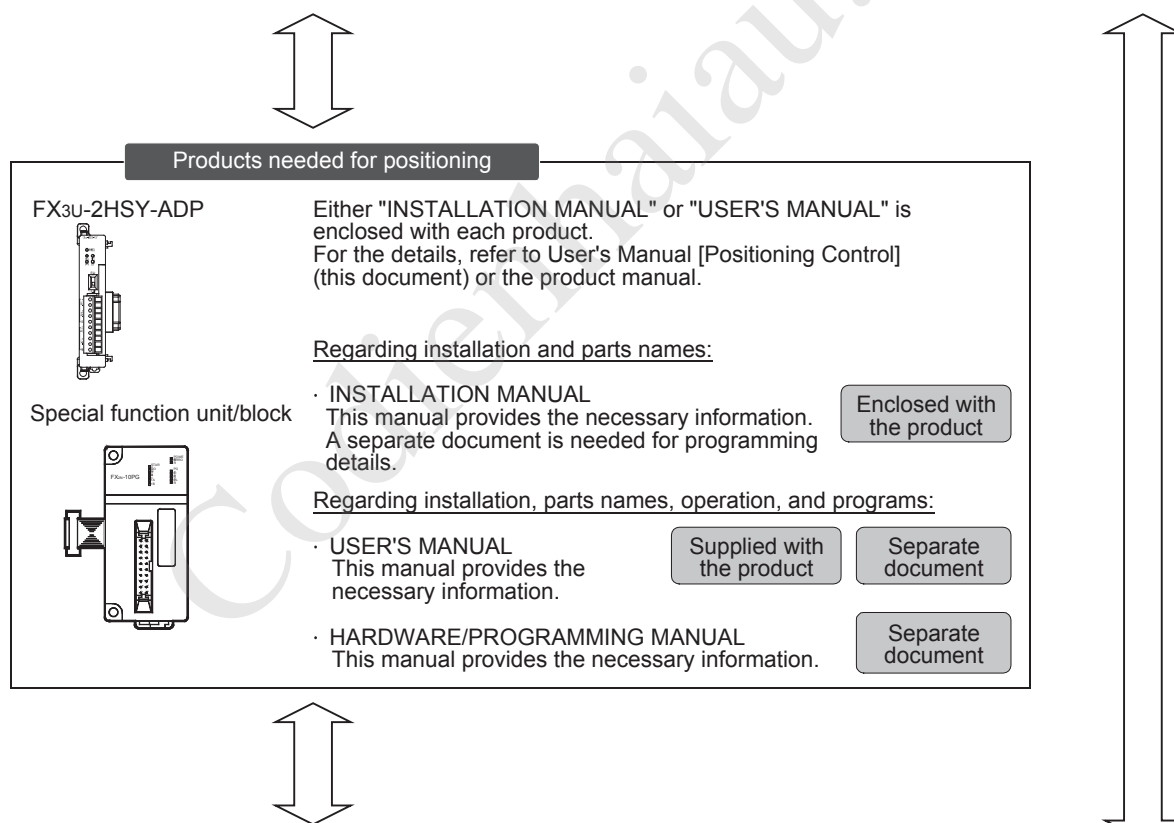 Products needed for positioning
FX3U-2HSY-ADP
Either "INSTALLATION MANUAL" or "USER'S MANUAL" is
enclosed with each product.
For the details, refer to User's Manual [Positioning Control]
(this document) or the product manual.
Regarding installation and parts names:
· INSTALLATION MANUAL
This manual provides the necessary information.
A separate document is needed for programming
details.
Enclosed with
the product
Special function unit/block
FX2N-10PG
Regarding installation, parts names, operation, and programs:
· USER'S MANUAL
This manual provides the
necessary information.
Supplied with
the product
Separate
document
· HARDWARE/PROGRAMMING MANUAL
This manual provides the necessary information.
Separate
document
Codienhaiau